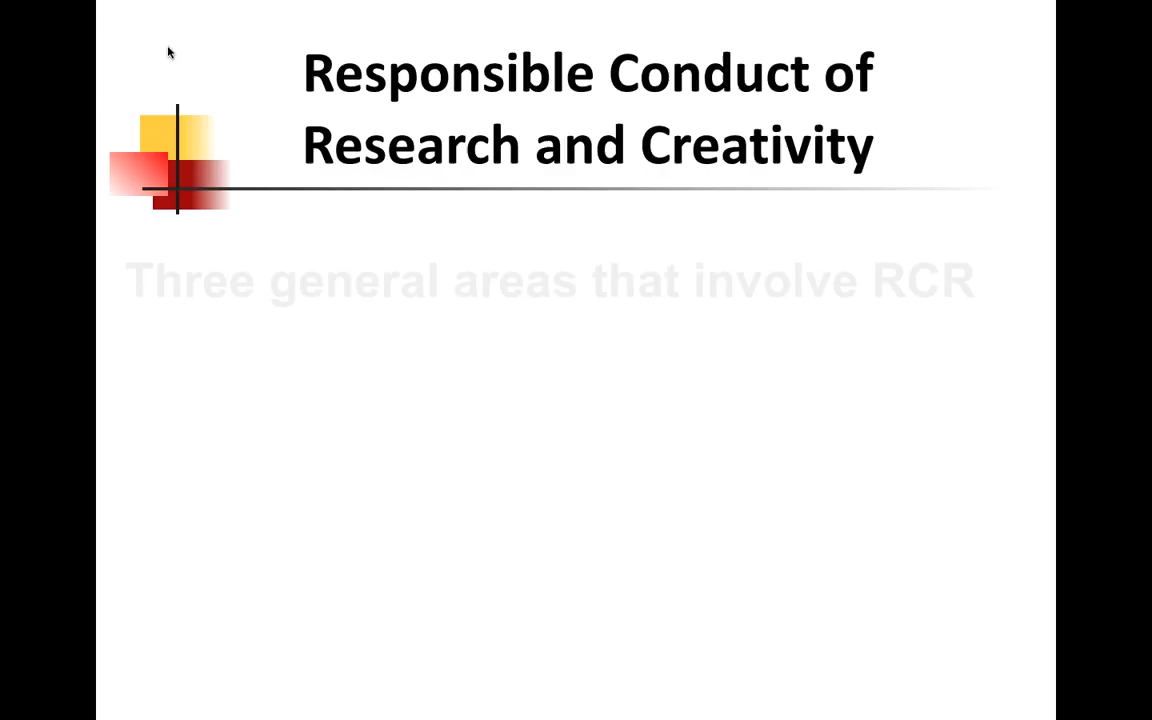 Responsible Conduct of
Research and Creativity
Three general areas that involve RCR